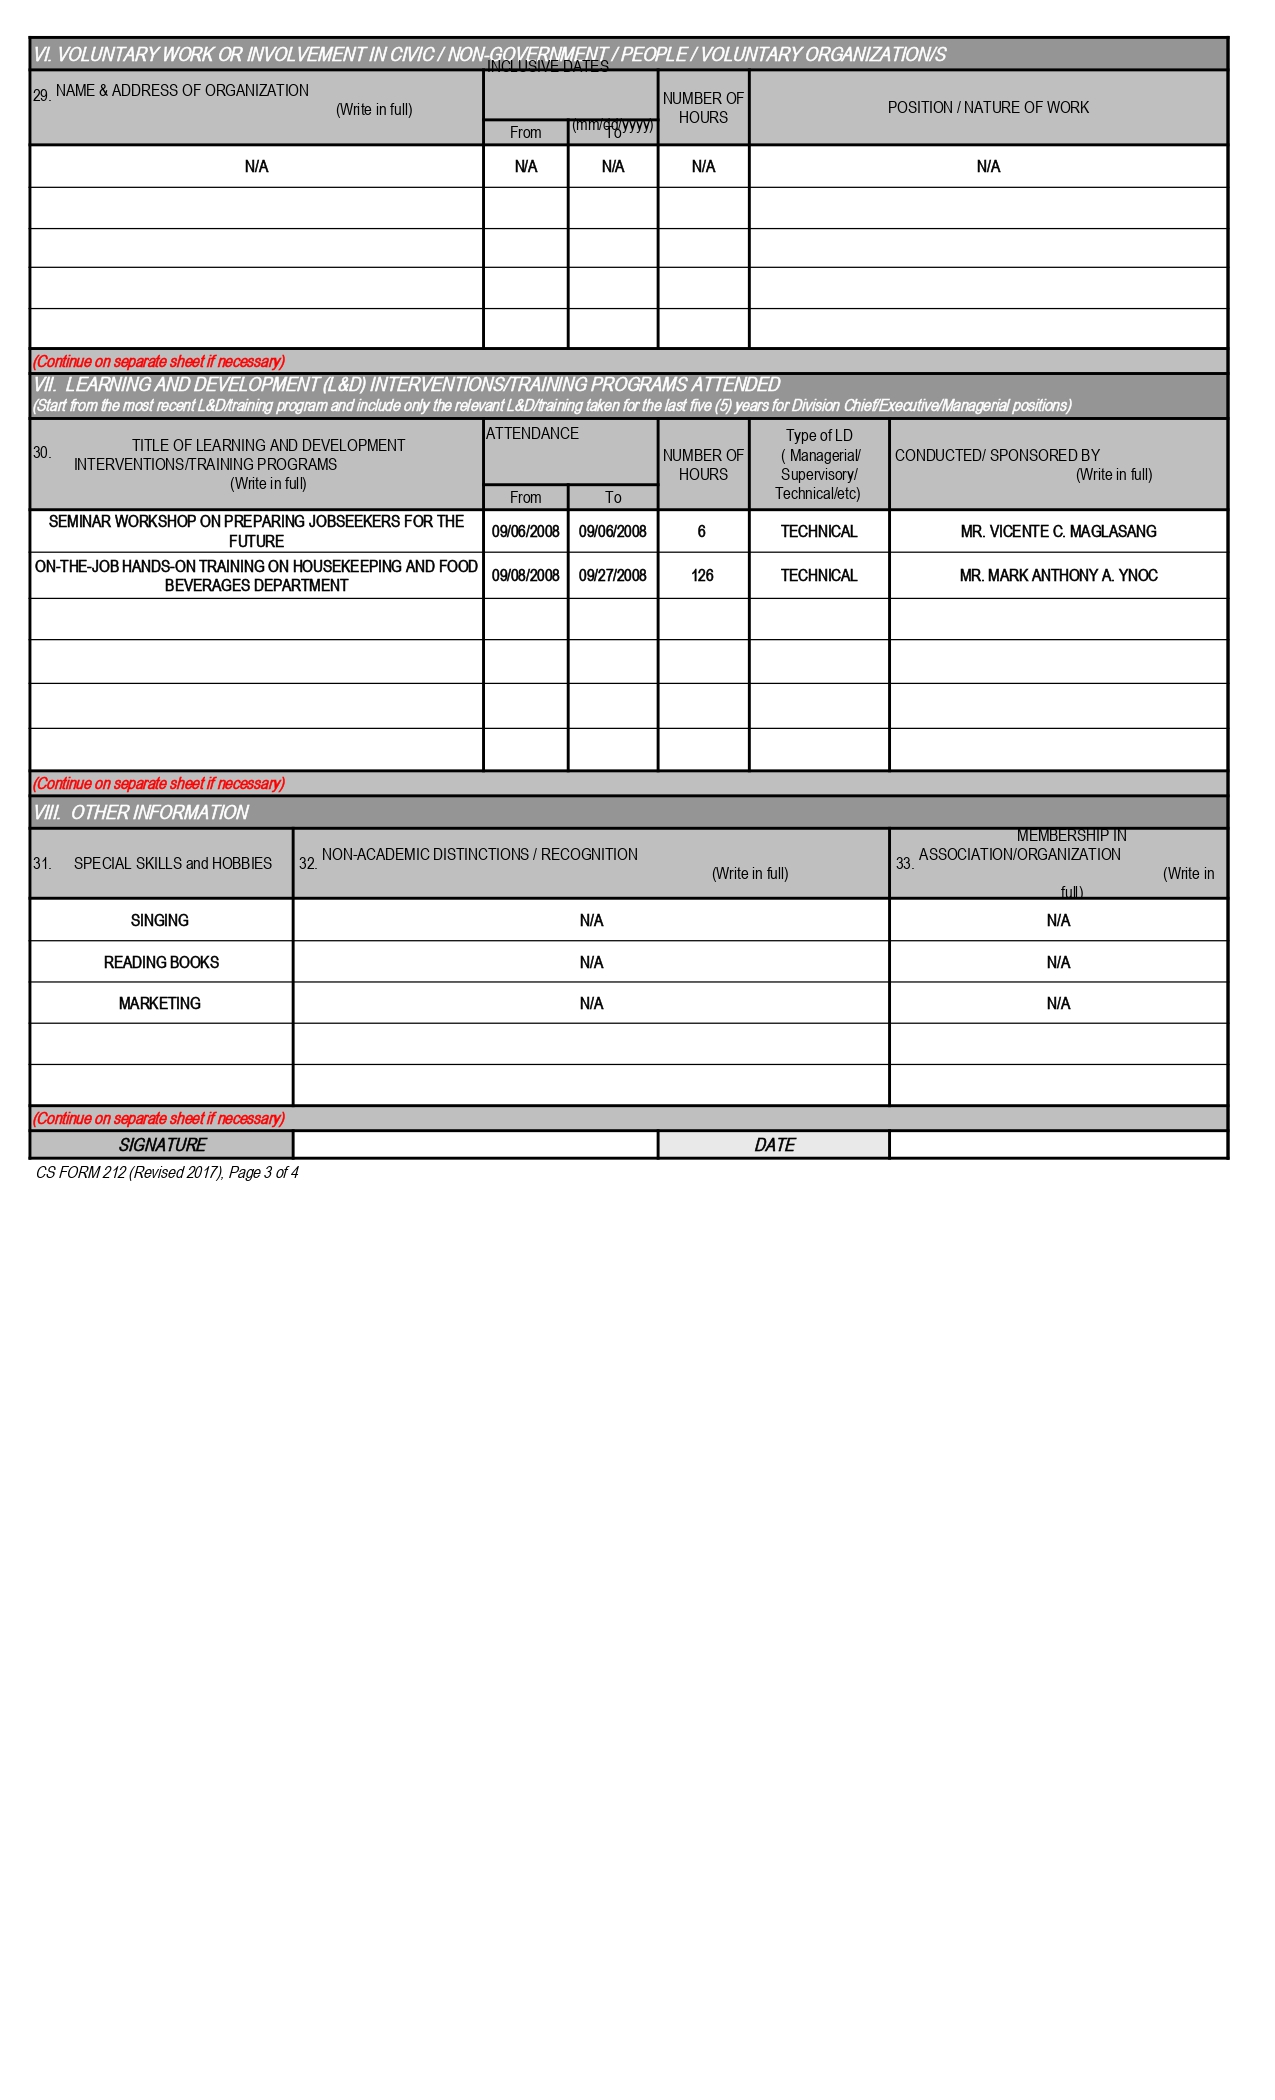 VI. VOLUNTARY WORK OR INVOLVEMENT IN CIVIC / NON-GOVERNMENT / PEOPLE / VOLUNTARY ORGANIZATION/S
29. NAME & ADDRESS OF ORGANIZATION
(Write in full)
INCLUSIVE DATES
(mm/dd/yyyy)
From To
NUMBER OF
HOURS
POSITION / NATURE OF WORK
N/A N/A N/A N/A N/A
(Continue on separate sheet if necessary)
VII. LEARNING AND DEVELOPMENT (L&D) INTERVENTIONS/TRAINING PROGRAMS ATTENDED
(Start from the most recent L&D/training program and include only the relevant L&D/training taken for the last five (5) years for Division Chief/Executive/Managerial positions)
30. TITLE OF LEARNING AND DEVELOPMENT
INTERVENTIONS/TRAINING PROGRAMS
(Write in full)
ATTENDANCE
From To
NUMBER OF
HOURS
Type of LD
( Managerial/
Supervisory/
Technical/etc)
CONDUCTED/ SPONSORED BY
(Write in full)
SEMINAR WORKSHOP ON PREPARING JOBSEEKERS FOR THE
FUTURE
09/06/2008 09/06/2008 6 TECHNICAL MR. VICENTE C. MAGLASANG
ON-THE-JOB HANDS-ON TRAINING ON HOUSEKEEPING AND FOOD
BEVERAGES DEPARTMENT
09/08/2008 09/27/2008 126 TECHNICAL MR. MARK ANTHONY A. YNOC
(Continue on separate sheet if necessary)
VIII. OTHER INFORMATION
31. SPECIAL SKILLS and HOBBIES
32. NON-ACADEMIC DISTINCTIONS / RECOGNITION
(Write in full)
33. MEMBERSHIP IN
ASSOCIATION/ORGANIZATION
(Write in
full)
SINGING N/A N/A
READING BOOKS N/A N/A
MARKETING N/A N/A
(Continue on separate sheet if necessary)
SIGNATURE DATE
CS FORM 212 (Revised 2017), Page 3 of 4